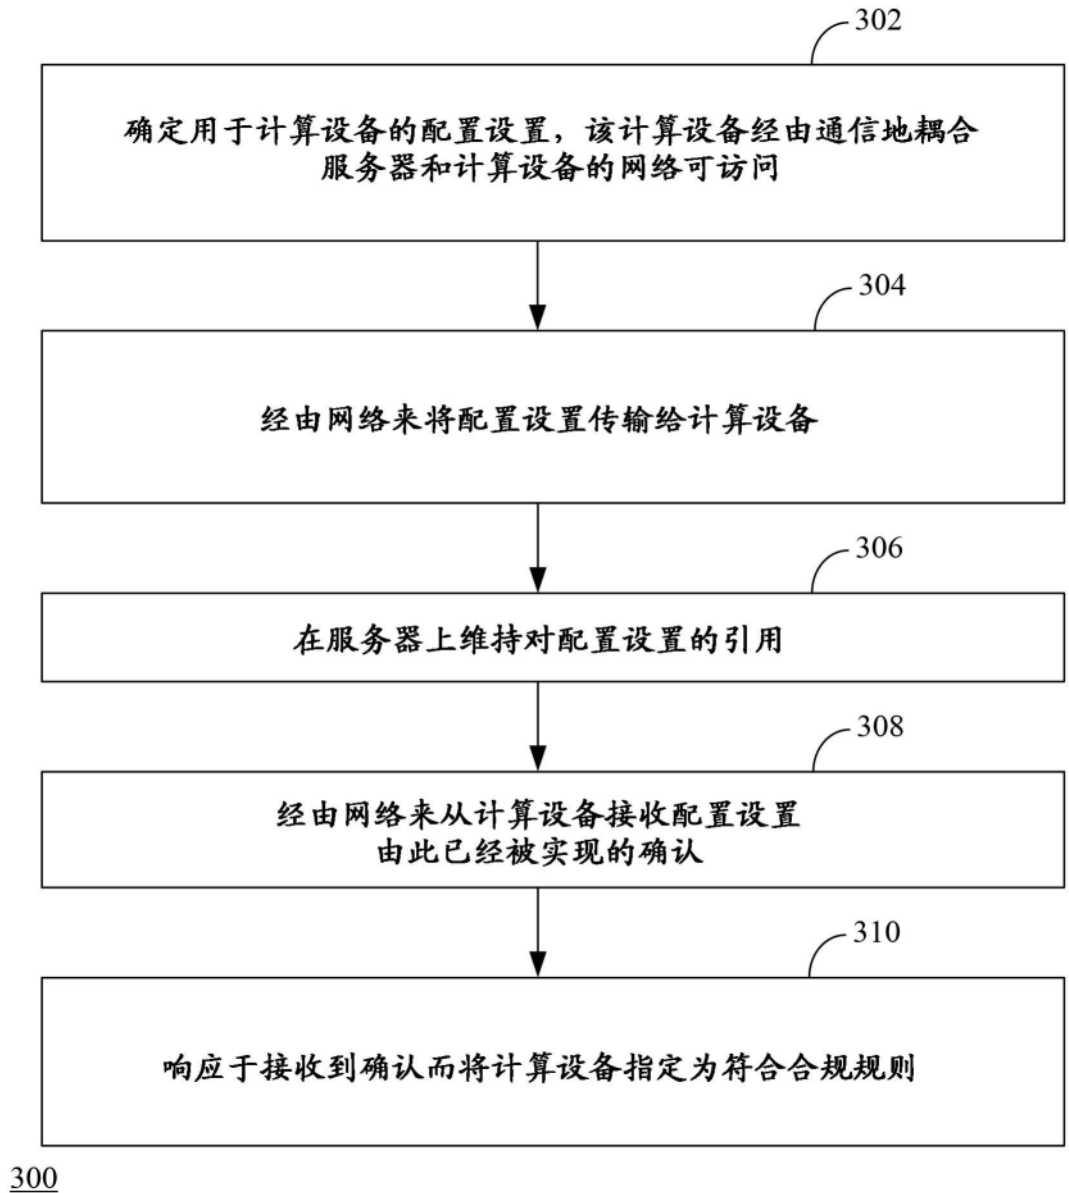 302
确定用于计算设备的配置设置，该计算设备经由通信地耦合
服务器和计算设备的网络可访问
304
经由网络来将配置设置传输给计算设备
306
在服务器上维持对配置设置的引用
308
经由网络来从计算设备接收配置设置
由此已经被实现的确认
310
响应于接收到确认而将计算设备指定为符合合规规则
300